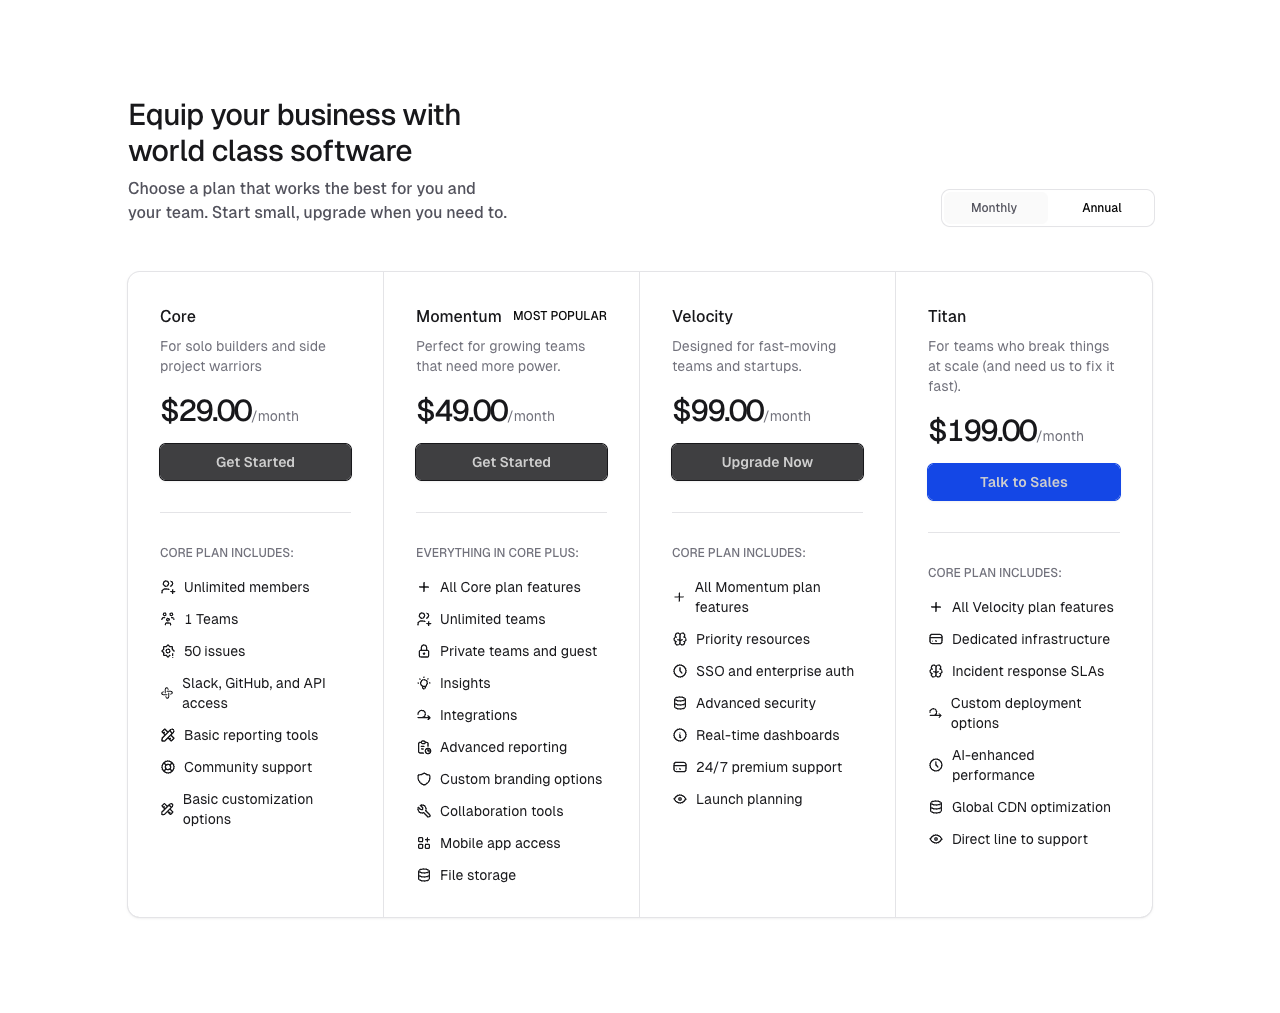 Equip your business with
world class software
Choose a plan that works the best for you and
your team. Start small, upgrade when you need to.
Monthly
Annual
Core
For solo builders and side
project warriors
$29.00/month
Get Started
CORE PLAN INCLUDES:
Unlimited members
1 Teams
50 issues
Slack, GitHub, and API
access
Basic reporting tools
Community support
Basic customization
options
Momentum MOST POPULAR
Perfect for growing teams
that need more power.
$49.00/month
Get Started
EVERYTHING IN CORE PLUS:
All Core plan features
Unlimited teams
Private teams and guest
Insights
Integrations
Advanced reporting
Custom branding options
Collaboration tools
Mobile app access
File storage
Velocity
Designed for fast-moving
teams and startups.
$99.00/month
Upgrade Now
CORE PLAN INCLUDES:
All Momentum plan
features
Priority resources
SSO and enterprise auth
Advanced security
Real-time dashboards
24/7 premium support
Launch planning
Titan
For teams who break things
at scale (and need us to fix it
fast).
$199.00/month
Talk to Sales
CORE PLAN INCLUDES:
All Velocity plan features
Dedicated infrastructure
Incident response SLAs
Custom deployment
options
AI-enhanced
performance
Global CDN optimization
Direct line to support